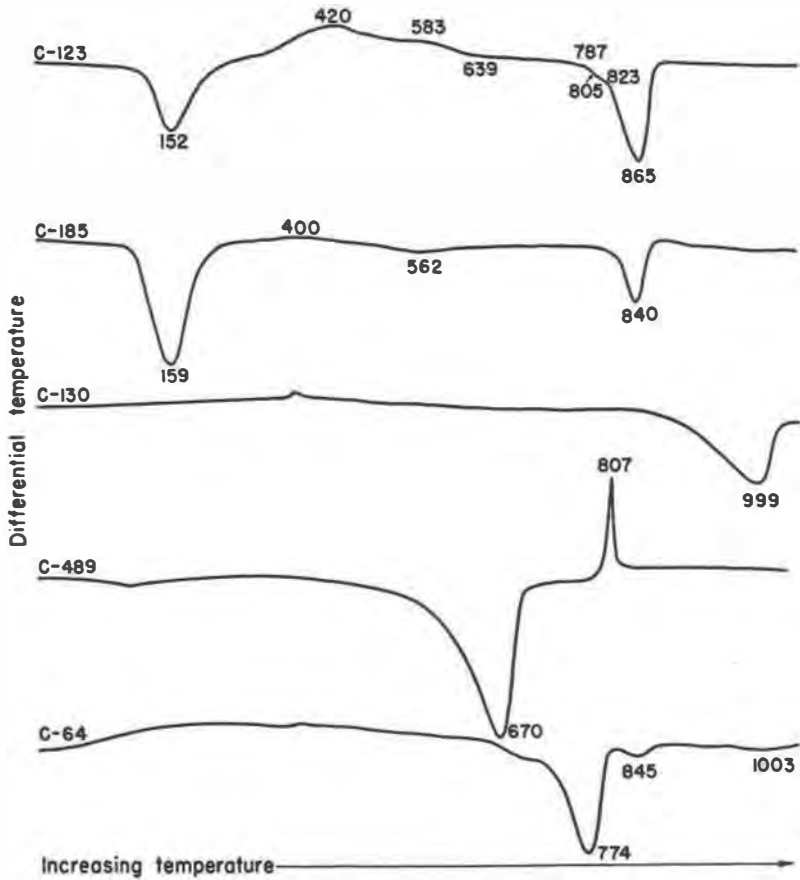 420
583
C-123
787
639
823
805
152
865
C-185
400
562
840
159
C-130
807
999
C-489
670
C-64
845
1003
774
Differential temperature
Increasing temperature